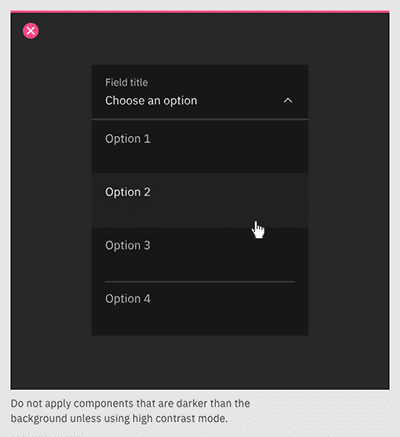 Field title
Choose an option
Option 1
Option 2
Option 3
Option 4
Do not apply components that are darker than the
background unless using high contrast mode.